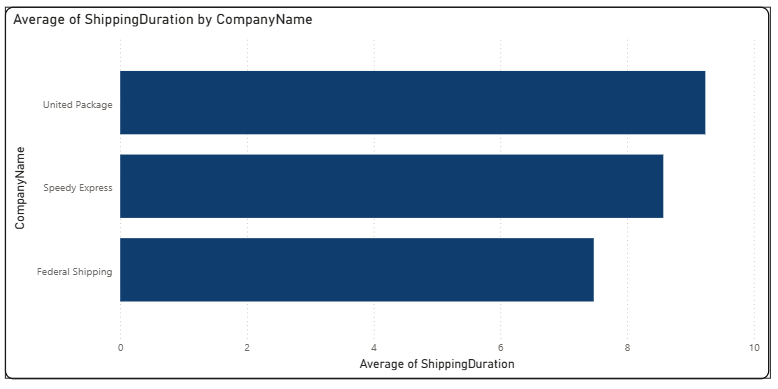 Average of ShippingDuration by CompanyName
CompanyName
United Package
Speedy Express
Federal Shipping
0 2 4 6 8 10
Average of ShippingDuration